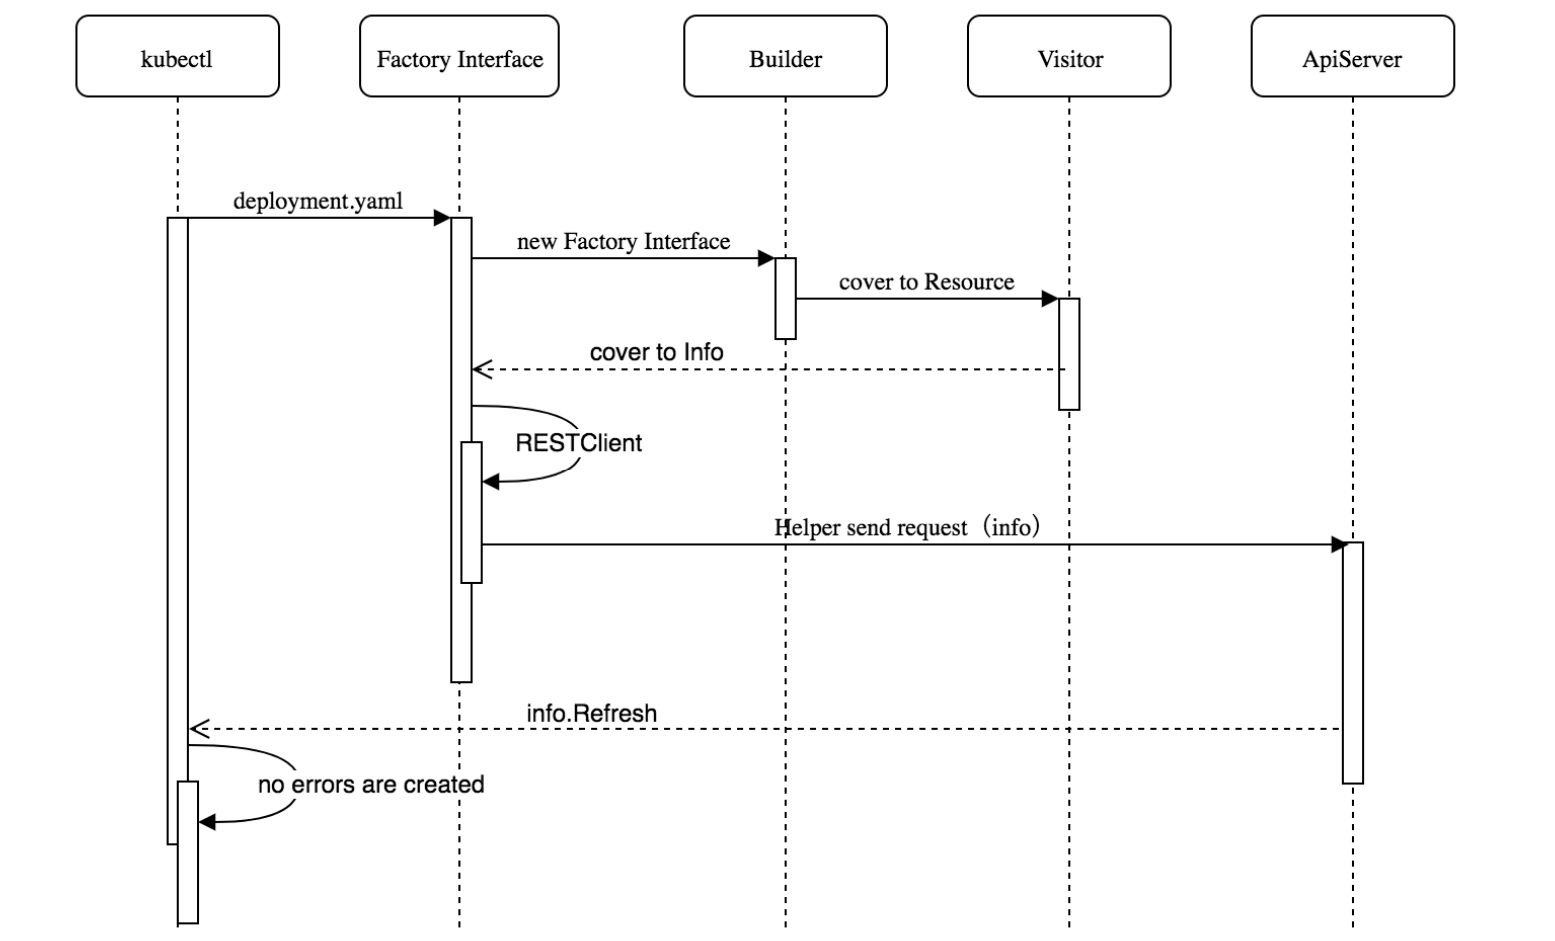 kubectl
Factory Interface
Builder
Visitor
ApiServer
deployment.yaml
new Factory Interface
cover to Resource
cover to Info
RESTClient
Helper send request（info）
info.Refresh
no errors are created